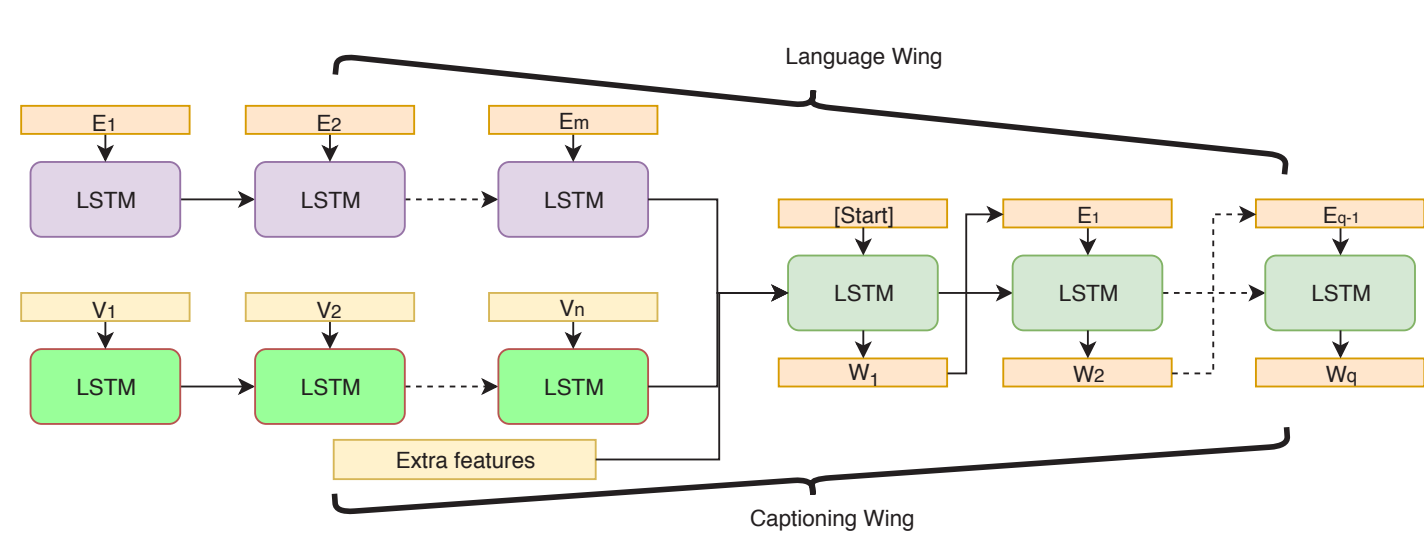 Language Wing
E1
E2
Em
LSTM
LSTM
LSTM
[Start]
E1
Eq-1
LSTM
LSTM
LSTM
V1
V2
Vn
W1
W2
Wq
LSTM
LSTM
LSTM
Extra features
Captioning Wing